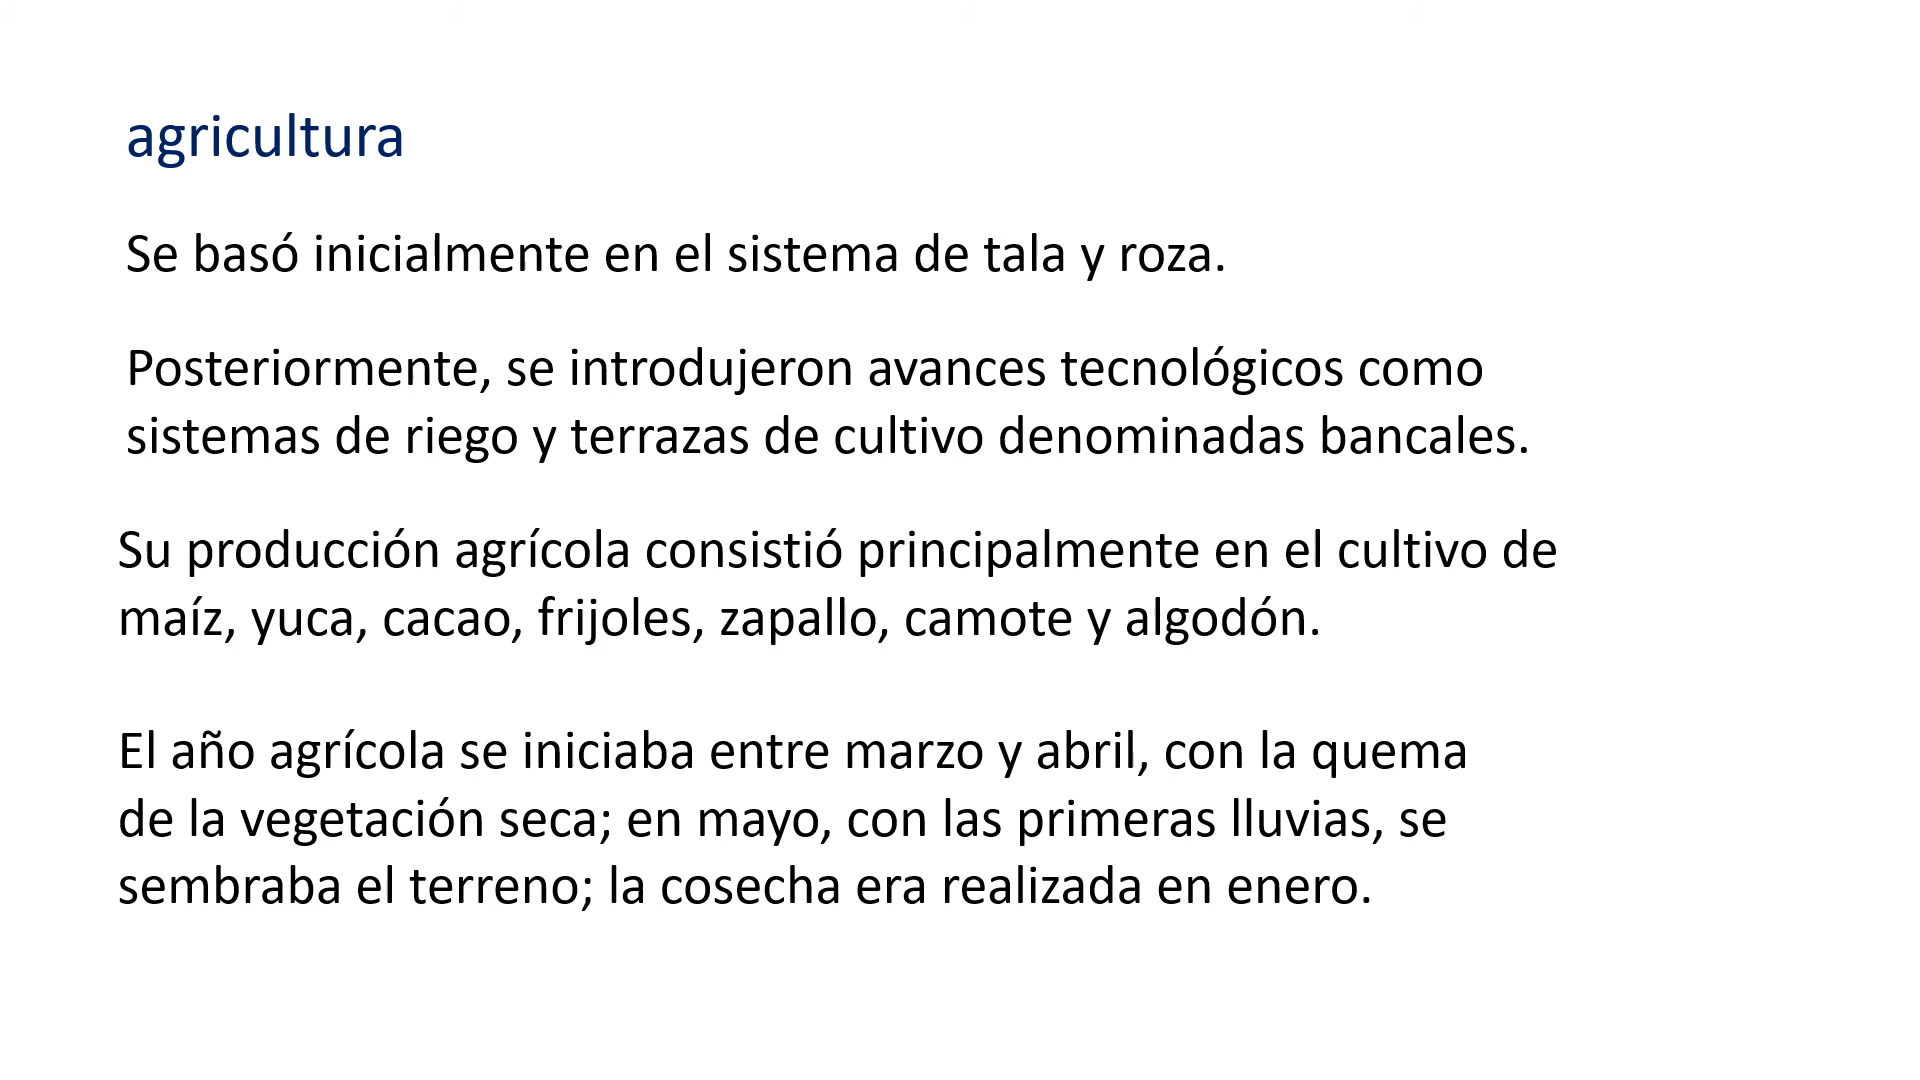 agricultura
Se basó inicialmente en el sistema de tala y roza.
Posteriormente, se introdujeron avances tecnológicos como
sistemas de riego y terrazas de cultivo denominadas bancales.
Su producción agrícola consistió principalmente en el cultivo de
maíz, yuca, cacao, frijoles, zapallo, camote y algodón.
El año agrícola se iniciaba entre marzo y abril, con la quema
de la vegetación seca; en mayo, con las primeras lluvias, se
sembraba el terreno; la cosecha era realizada en enero.